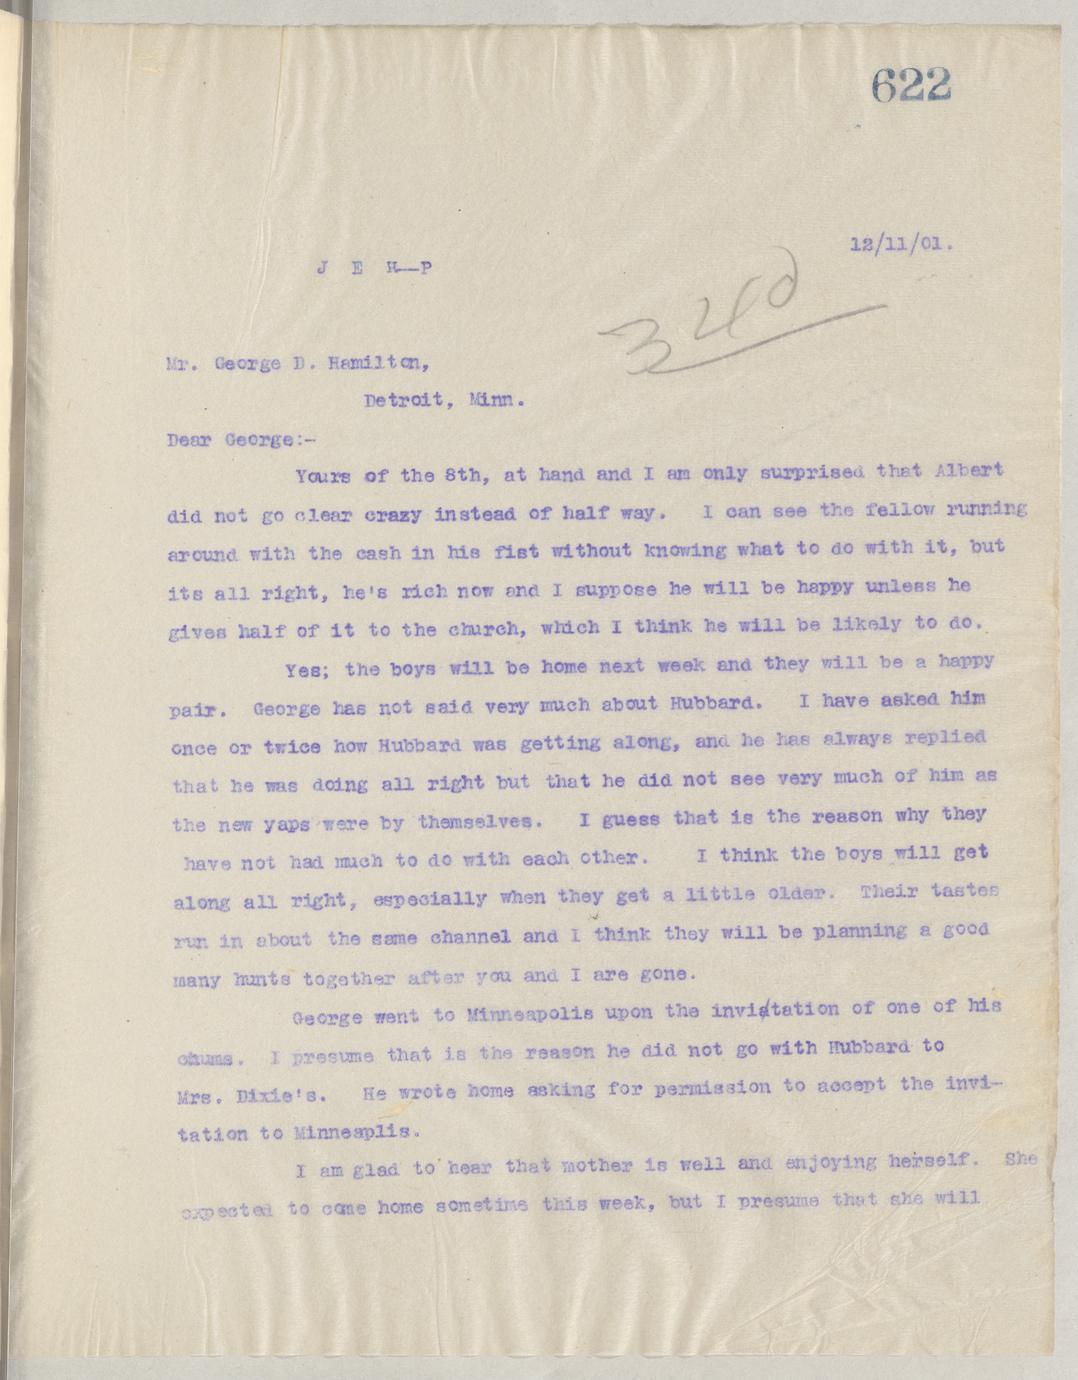 622
12/11/01.
J E H--P
340
Mr. George D. Hamilton,
Detroit, Minn.
Dear George:-
Yours of the 8th, at hand and I am only surprised that Albert
did not go clear crazy instead of half way. I can see the fellow running
around with the cash in his fist without knowing what to do with it, but
its all right, he's rich now and I suppose he will be happy unless he
gives half of it to the church, which I think he will be likely to do.
Yes; the boys will be home next week and they will be a happy
pair. George has not said very much about Hubbard. I have asked him
once or twice how Hubbard was getting along, and he has always replied
that he was doing all right but that he did not see very much of him as
the new yaps were by themselves. I guess that is the reason why they
have not had much to do with each other. I think the boys will get
along all right, especially when they get a little older. Their tastes
run in about the same channel and I think they will be planning a good
many hunts together after you and I are gone.
George went to Minneapolis upon the invi/tation of one of his
chums. I presume that is the reason he did not go with Hubbard to
Mrs. Dixie's. He wrote home asking for permission to accept the invi-
tation to Minneaplis.
I am glad to hear that mother is well and enjoying herself. She
expected to come home sometime this week, but I presume that she will